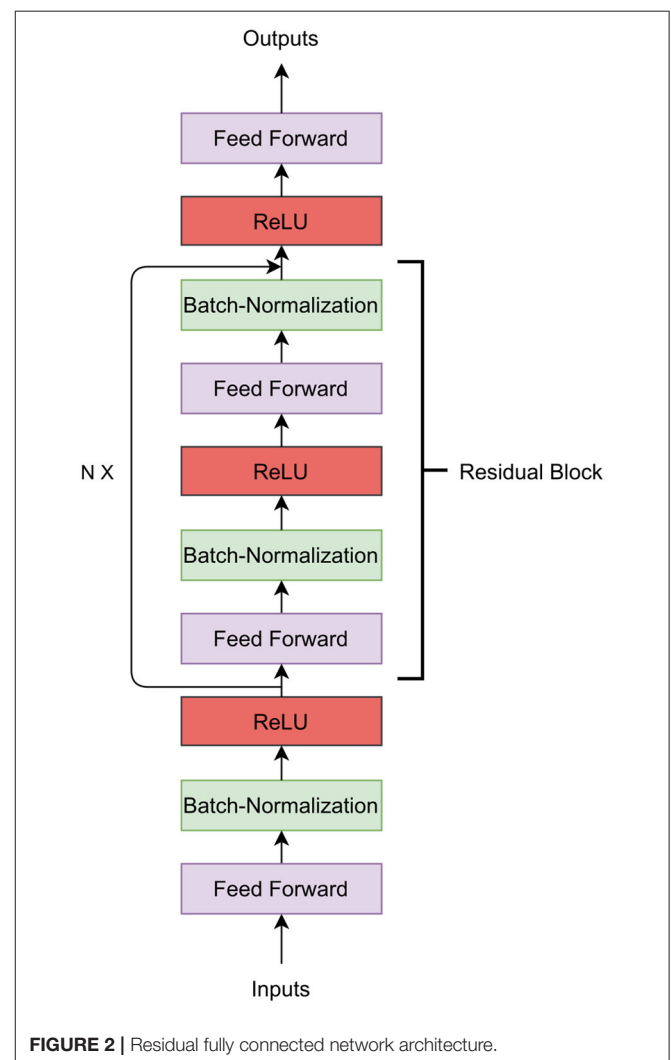 Outputs
Feed Forward
ReLU
Batch-Normalization
Feed Forward
N X
ReLU
Residual Block
Batch-Normalization
Feed Forward
ReLU
Batch-Normalization
Feed Forward
Inputs
FIGURE 2 | Residual fully connected network architecture.